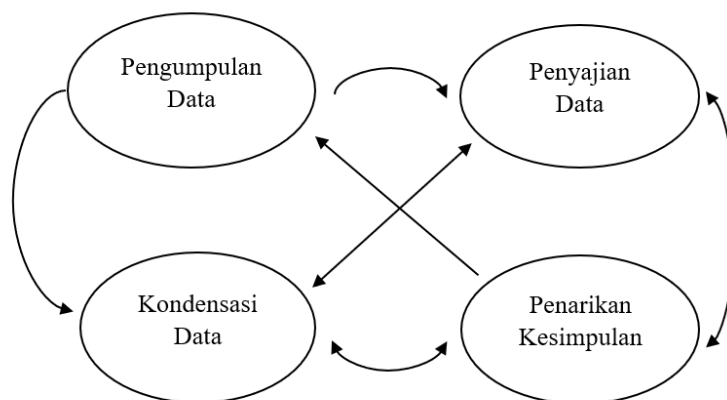 Pengumpulan
Data
Penyajian
Data
Kondensasi
Data
Penarikan
Kesimpulan